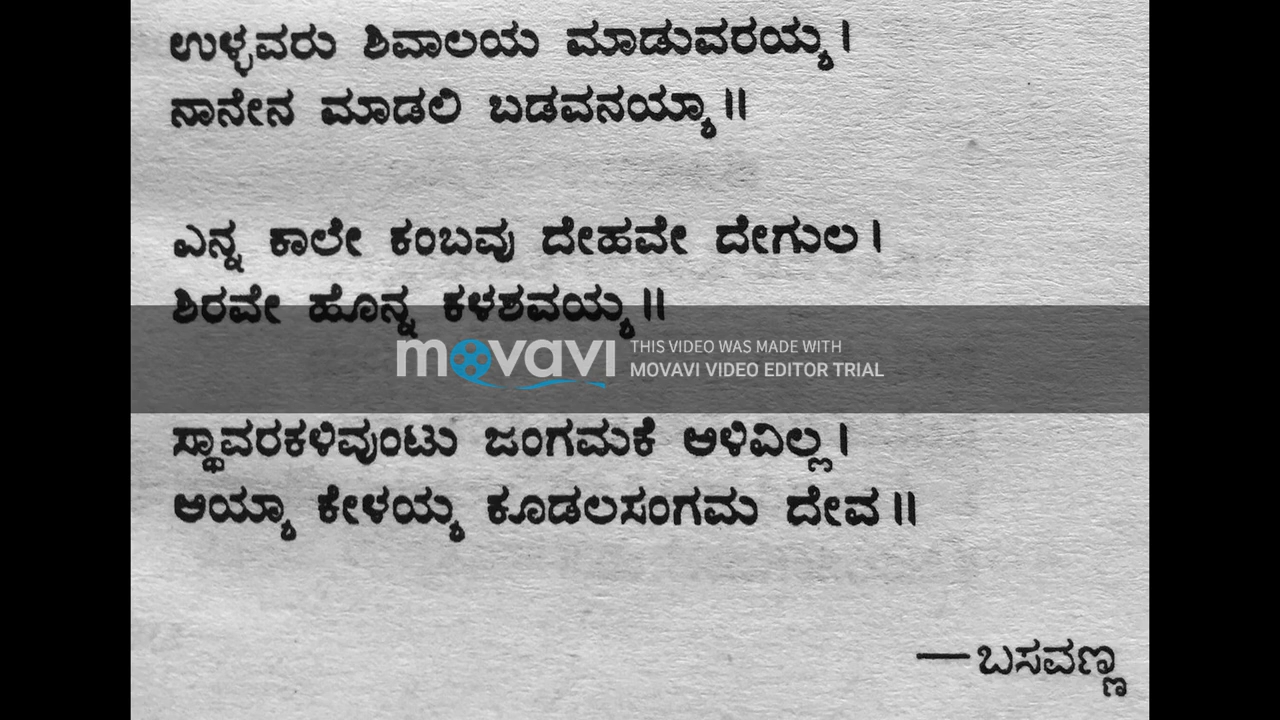 ಉಳ್ಳವರು ಶಿವಾಲಯ ಮಾಡುವರಯ್ಯ।
ನಾನೇನ ಮಾಡಲಿ ಬಡವನಯ್ಯಾ॥
ಎನ್ನ ಕಾಲೇ ಕಂಬವು ದೇಹವೇ ದೇಗುಲ।
ಶಿರವೇ ಹೊನ್ನ ಕಳಶವಯ್ಯ॥
movavi THIS VIDEO WAS MADE WITH
MOVAVI VIDEO EDITOR TRIAL
ಸ್ಥಾವರಕಳಿವುಂಟು ಜಂಗಮಕೆ ಅಳಿವಿಲ್ಲ।
ಆಯ್ಯಾ ಕೇಳಯ್ಯ ಕೂಡಲಸಂಗಮ ದೇವ॥
—ಬಸವಣ್ಣ